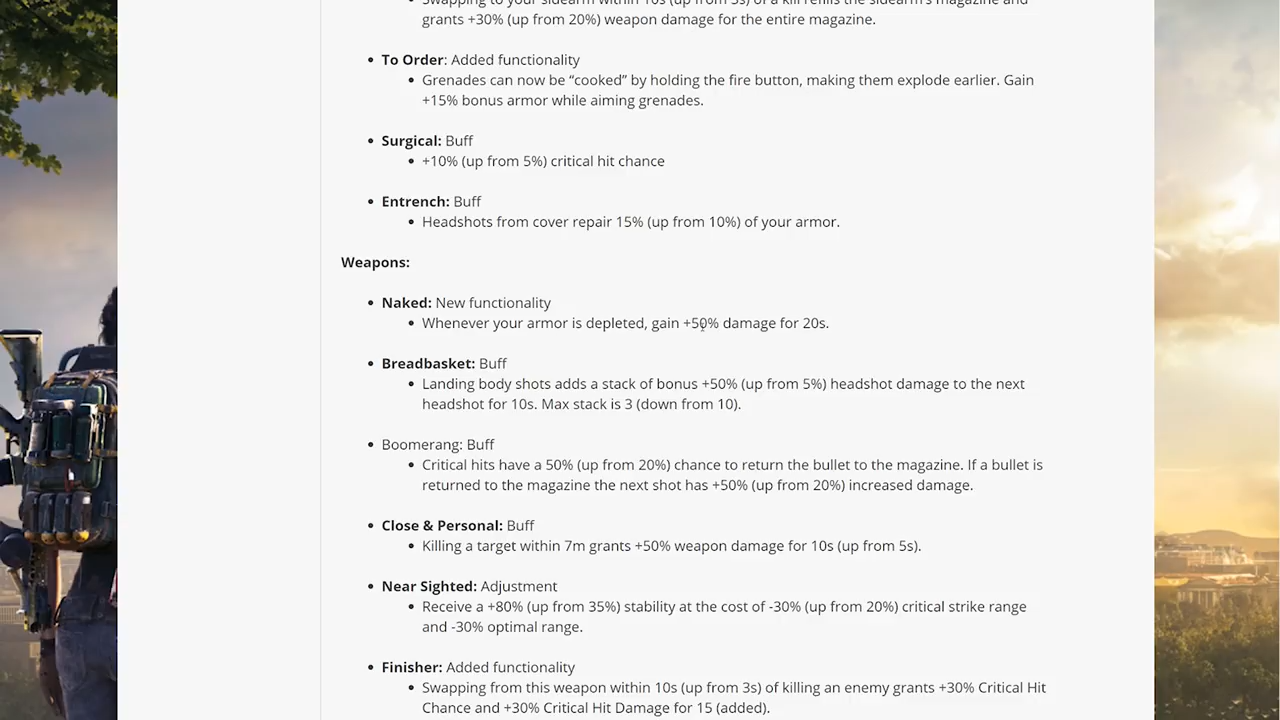 Swapping to your sidearm within 10s (up from 3s) of a kill refills the sidearm's magazine and
grants +30% (up from 20%) weapon damage for the entire magazine.
• To Order: Added functionality
• Grenades can now be “cooked” by holding the fire button, making them explode earlier. Gain
+15% bonus armor while aiming grenades.
• Surgical: Buff
• +10% (up from 5%) critical hit chance
• Entrench: Buff
• Headshots from cover repair 15% (up from 10%) of your armor.
Weapons:
• Naked: New functionality
• Whenever your armor is depleted, gain +50% damage for 20s.
• Breadbasket: Buff
• Landing body shots adds a stack of bonus +50% (up from 5%) headshot damage to the next
headshot for 10s. Max stack is 3 (down from 10).
• Boomerang: Buff
• Critical hits have a 50% (up from 20%) chance to return the bullet to the magazine. If a bullet is
returned to the magazine the next shot has +50% (up from 20%) increased damage.
• Close & Personal: Buff
• Killing a target within 7m grants +50% weapon damage for 10s (up from 5s).
• Near Sighted: Adjustment
• Receive a +80% (up from 35%) stability at the cost of -30% (up from 20%) critical strike range
and -30% optimal range.
• Finisher: Added functionality
• Swapping from this weapon within 10s (up from 3s) of killing an enemy grants +30% Critical Hit
Chance and +30% Critical Hit Damage for 15 (added).